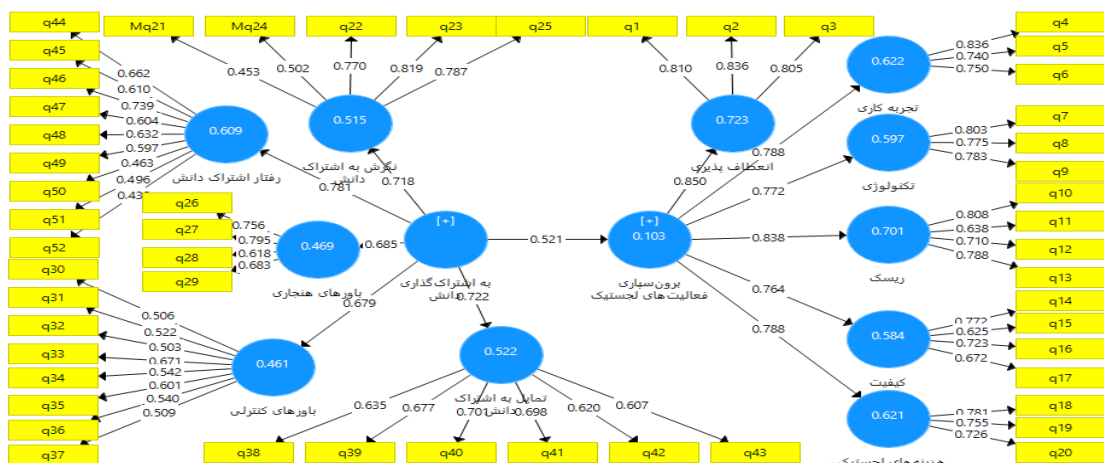 q44
q45
q46
q47
q48
q49
q50
q51
q52
Mq21
Mq24
q22
q23
q25
q1
q2
q3
q4
q5
q6
q7
q8
q9
q10
q11
q12
q13
q14
q15
q16
q17
q18
q19
q20
0.662
0.610
0.739
0.604
0.632
0.597
0.463
0.496
0.453
0.502
0.770
0.819
0.787
0.810
0.836
0.805
0.836
0.740
0.750
0.803
0.775
0.783
0.808
0.638
0.710
0.788
0.772
0.625
0.723
0.672
0.781
0.755
0.726
0.609
رفتار اشتراک دانش
0.515
نگرش به اشتراک
دانش
0.723
انعطاف پذیری
0.622
تجربه کاری
0.597
تکنولوژی
0.701
ریسک
0.584
کیفیت
0.621
هزینه‌های لجستیکی
0.781
0.718
0.685
0.679
0.722
0.521
0.850
0.788
0.772
0.838
0.764
0.788
[+]
به اشتراک‌گذاری
دانش
[+]
0.103
برون‌سپاری
فعالیت‌های لجستیک
q26
q27
q28
q29
0.756
0.795
0.618
0.683
0.469
باورهای هنجاری
q30
q31
q32
q33
q34
q35
q36
q37
0.506
0.522
0.503
0.671
0.542
0.601
0.540
0.509
0.461
باورهای کنترلی
0.522
تمایل به اشتراک
دانش
0.635
0.677
0.701
0.698
0.620
0.607
q38
q39
q40
q41
q42
q43